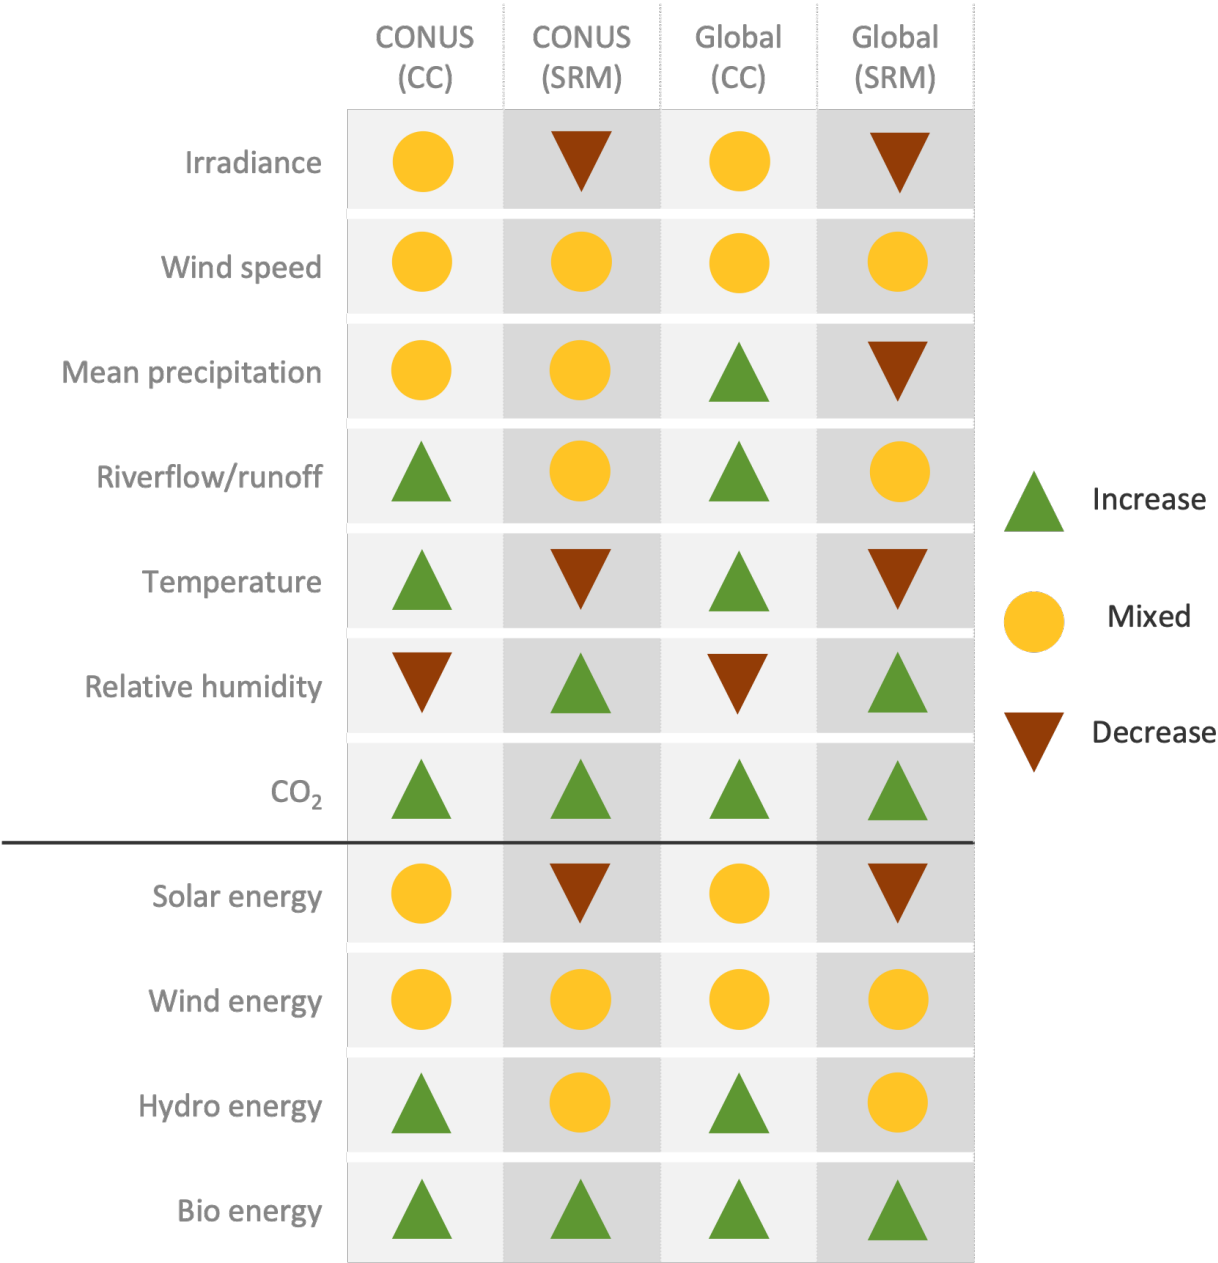 CONUS
(CC)
CONUS
(SRM)
Global
(CC)
Global
(SRM)
Irradiance
Wind speed
Mean precipitation
Riverflow/runoff
Temperature
Relative humidity
CO₂
Solar energy
Wind energy
Hydro energy
Bio energy
Increase
Mixed
Decrease